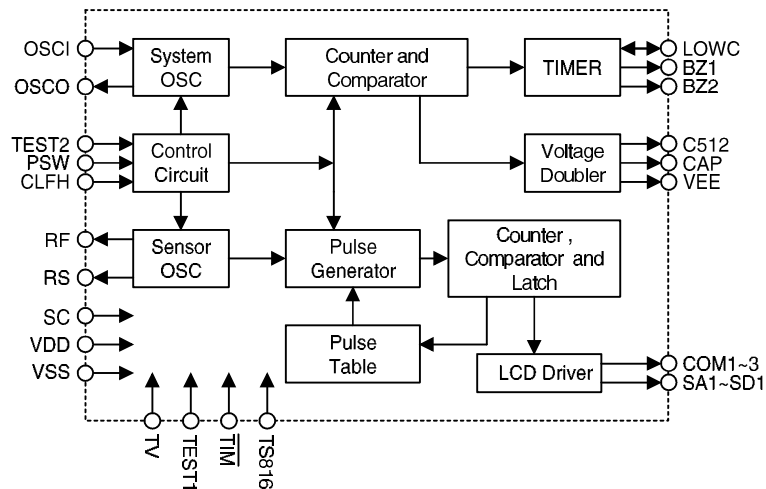 OSCI
OSCO
TEST2
PSW
CLFH
RF
RS
SC
VDD
VSS
System
OSC
Counter and
Comparator
TIMER
LOWC
BZ1
BZ2
Control
Circuit
Voltage
Doubler
C512
CAP
VEE
Sensor
OSC
Pulse
Generator
Counter ,
Comparator and
Latch
Pulse
Table
LCD Driver
COM1~3
SA1~SD1
TV
TEST1
TIM
TS816